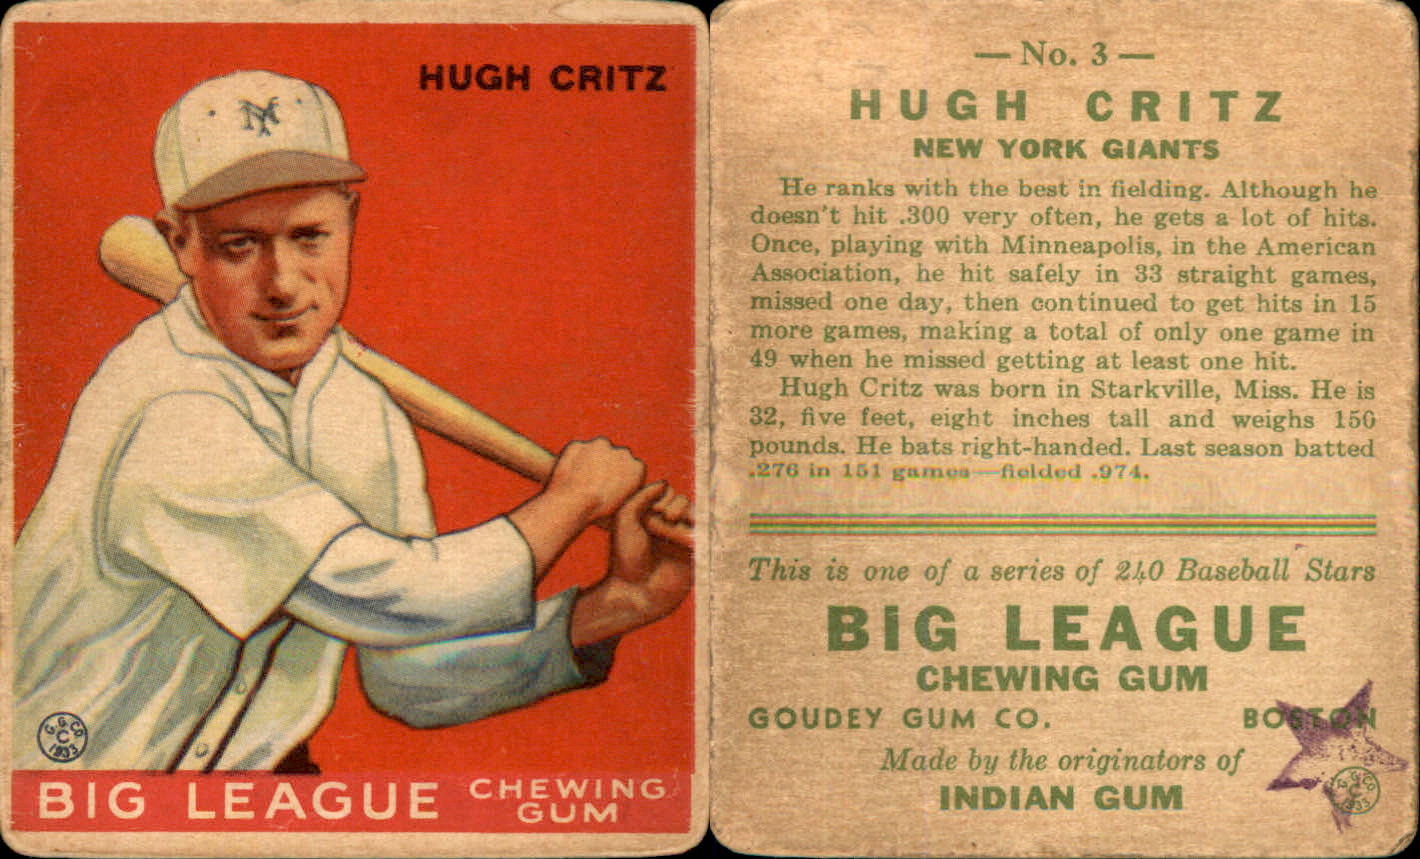 HUGH CRITZ
NY
G.G.CO.
C
1933
BIG LEAGUE CHEWING GUM
— No. 3 —
HUGH CRITZ
NEW YORK GIANTS
He ranks with the best in fielding. Although he
doesn't hit .300 very often, he gets a lot of hits.
Once, playing with Minneapolis, in the American
Association, he hit safely in 33 straight games,
missed one day, then continued to get hits in 15
more games, making a total of only one game in
49 when he missed getting at least one hit.
Hugh Critz was born in Starkville, Miss. He is
32, five feet, eight inches tall and weighs 150
pounds. He bats right-handed. Last season batted
.276 in 151 games—fielded .974.
This is one of a series of 240 Baseball Stars
BIG LEAGUE
CHEWING GUM
GOUDEY GUM CO. BOSTON
Made by the originators of
INDIAN GUM
G.G.CO.
C
1933